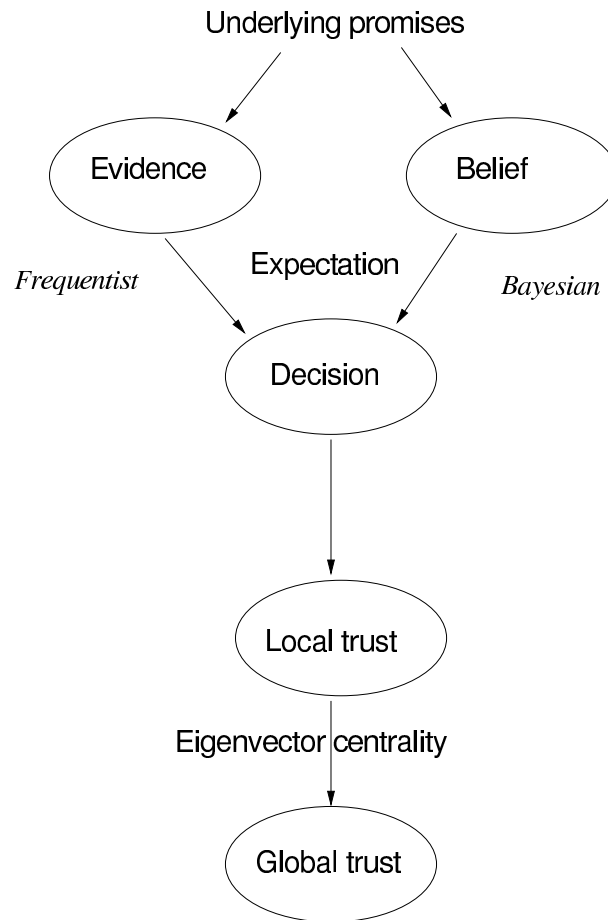 Underlying promises
Evidence
Belief
Expectation
Frequentist
Bayesian
Decision
Local trust
Eigenvector centrality
Global trust